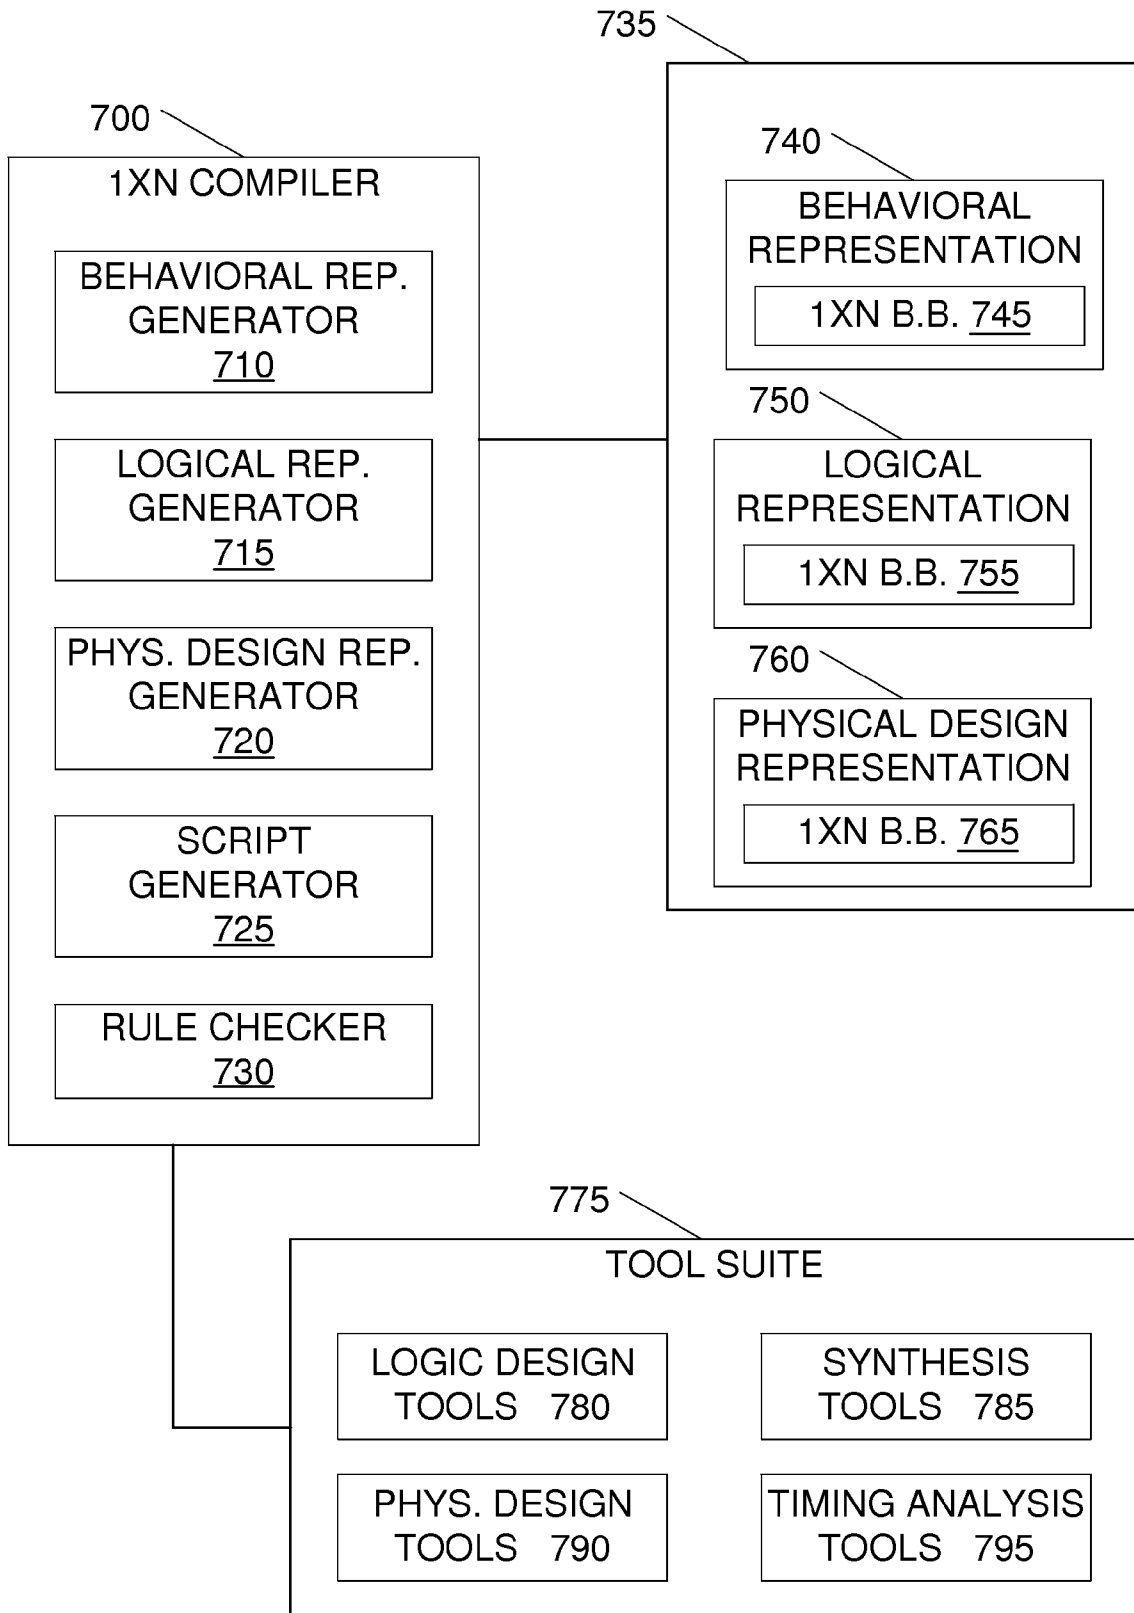 735
700
1XN COMPILER
BEHAVIORAL REP.
GENERATOR
710
LOGICAL REP.
GENERATOR
715
PHYS. DESIGN REP.
GENERATOR
720
SCRIPT
GENERATOR
725
RULE CHECKER
730
740
BEHAVIORAL
REPRESENTATION
1XN B.B. 745
750
LOGICAL
REPRESENTATION
1XN B.B. 755
760
PHYSICAL DESIGN
REPRESENTATION
1XN B.B. 765
775
TOOL SUITE
LOGIC DESIGN
TOOLS 780
SYNTHESIS
TOOLS 785
PHYS. DESIGN
TOOLS 790
TIMING ANALYSIS
TOOLS 795